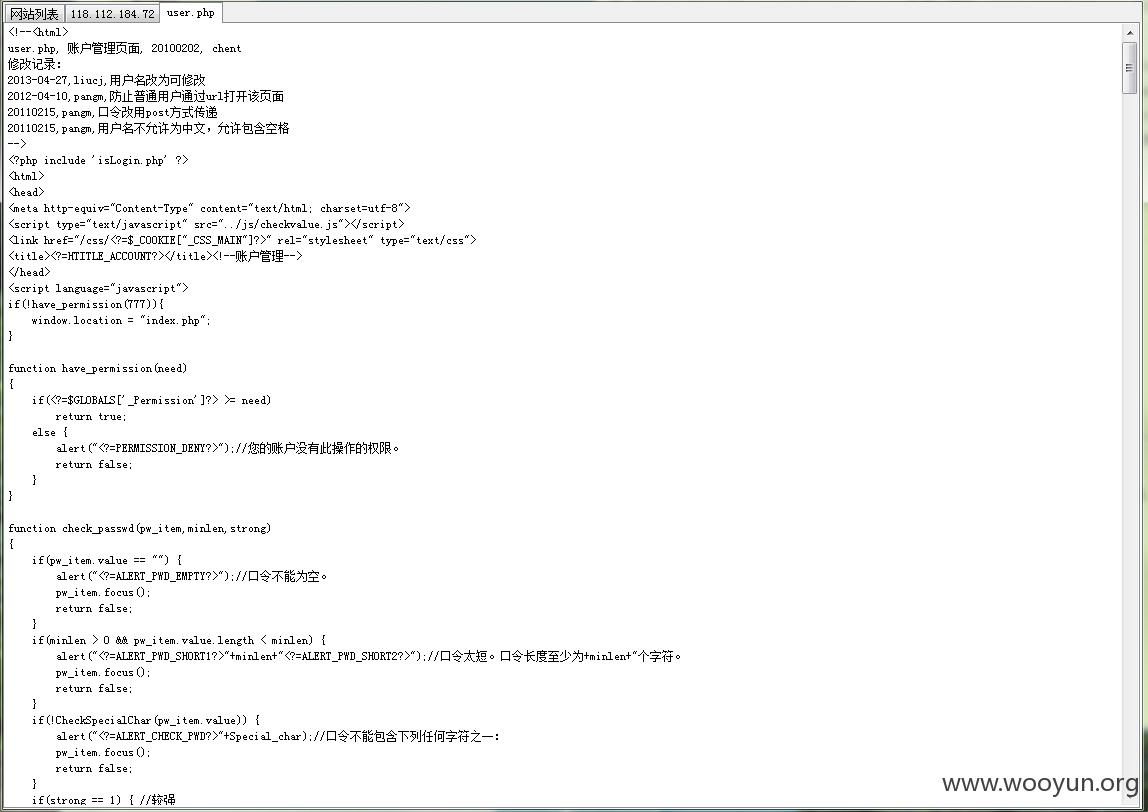 网站列表 118.112.184.72 user.php
<!--<html>
user.php, 账户管理页面, 20100202, chent
修改记录：
2013-04-27,liucj,用户名改为可修改
2012-04-10,pangm,防止普通用户通过url打开该页面
20110215,pangm,口令改用post方式传递
20110215,pangm,用户名不允许为中文，允许包含空格
-->
<?php include 'isLogin.php' ?>
<html>
<head>
<meta http-equiv="Content-Type" content="text/html; charset=utf-8">
<script type="text/javascript" src="../js/checkvalue.js"></script>
<link href="/css/<?=$_COOKIE["_CSS_MAIN"]?>" rel="stylesheet" type="text/css">
<title><?=HTITLE_ACCOUNT?></title><!--账户管理-->
</head>
<script language="javascript">
if(!have_permission(777)){
    window.location = "index.php";
}

function have_permission(need)
{
    if(<?=$GLOBALS['_Permission']?> >= need)
        return true;
    else {
        alert("<?=PERMISSION_DENY?>");//您的账户没有此操作的权限。
        return false;
    }
}

function check_passwd(pw_item,minlen,strong)
{
    if(pw_item.value == "") {
        alert("<?=ALERT_PWD_EMPTY?>");//口令不能为空。
        pw_item.focus();
        return false;
    }
    if(minlen > 0 && pw_item.value.length < minlen) {
        alert("<?=ALERT_PWD_SHORT1?>"+minlen+"<?=ALERT_PWD_SHORT2?>");//口令太短。口令长度至少为+minlen+"个字符。
        pw_item.focus();
        return false;
    }
    if(!CheckSpecialChar(pw_item.value)) {
        alert("<?=ALERT_CHECK_PWD?>"+Special_char);//口令不能包含下列任何字符之一：
        pw_item.focus();
        return false;
    }
    if(strong == 1) { //较强
www.wooyun.org